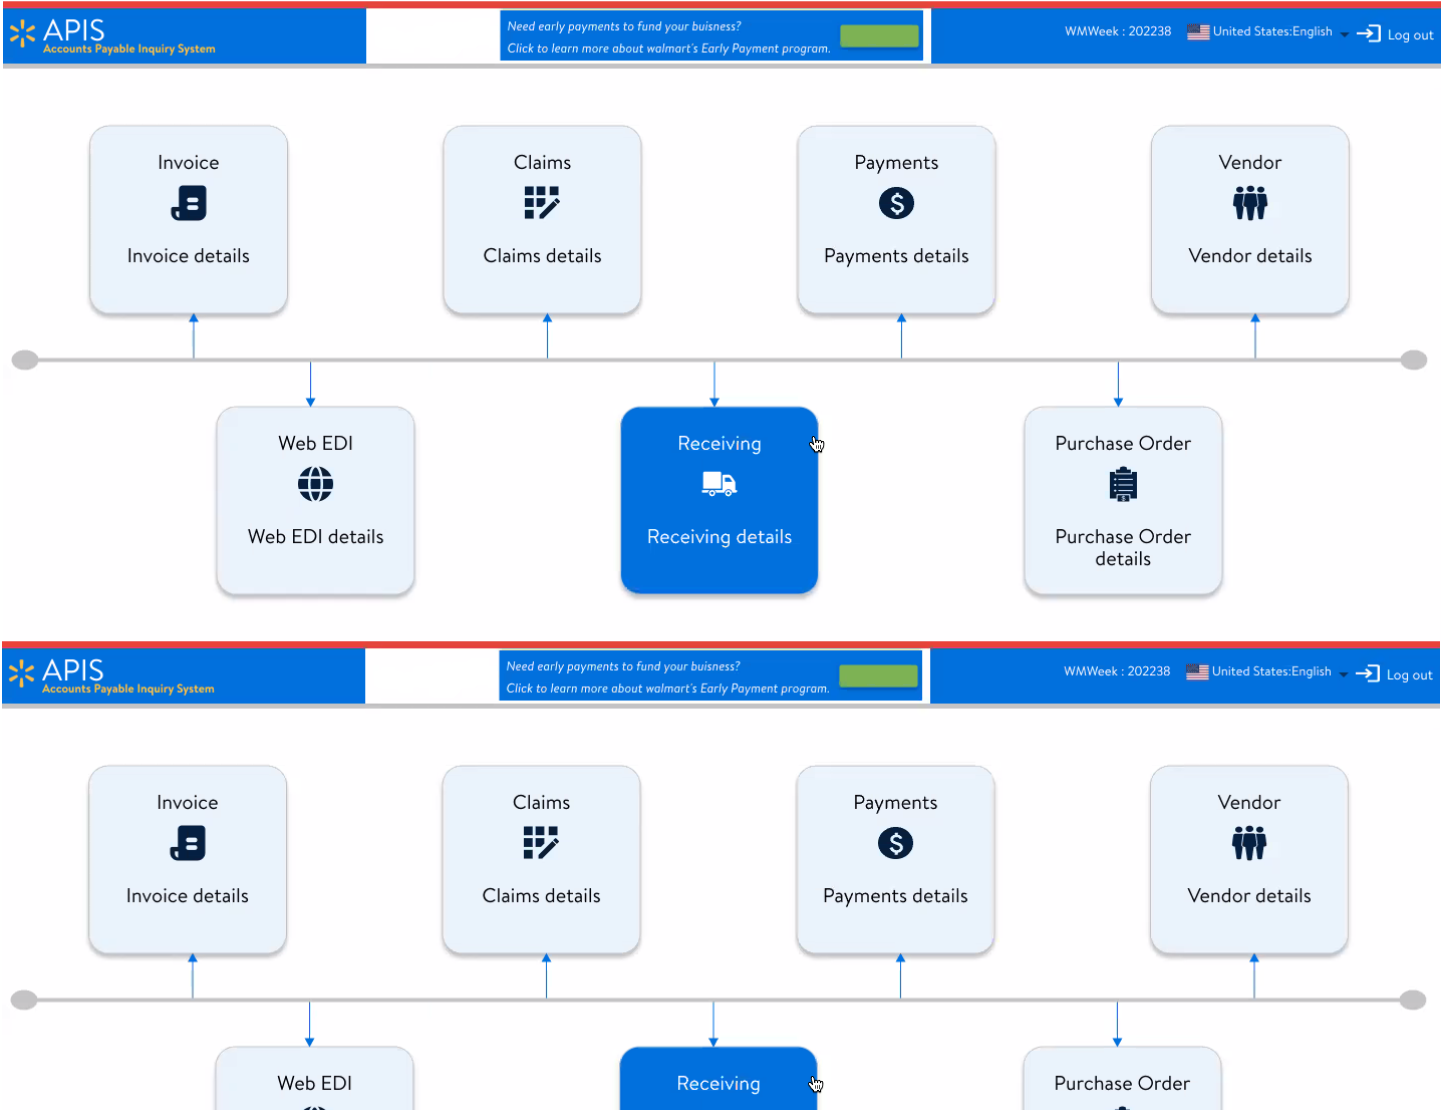 APIS
Accounts Payable Inquiry System
Need early payments to fund your buisness?
Click to learn more about walmart's Early Payment program.
WMWeek : 202238
United States:English
Log out
Invoice
Invoice details
Claims
Claims details
Payments
$
Payments details
Vendor
Vendor details
Web EDI
Web EDI details
Receiving
Receiving details
Purchase Order
$
Purchase Order
details
APIS
Accounts Payable Inquiry System
Need early payments to fund your buisness?
Click to learn more about walmart's Early Payment program.
WMWeek : 202238
United States:English
Log out
Invoice
Invoice details
Claims
Claims details
Payments
$
Payments details
Vendor
Vendor details
Web EDI
Receiving
Purchase Order